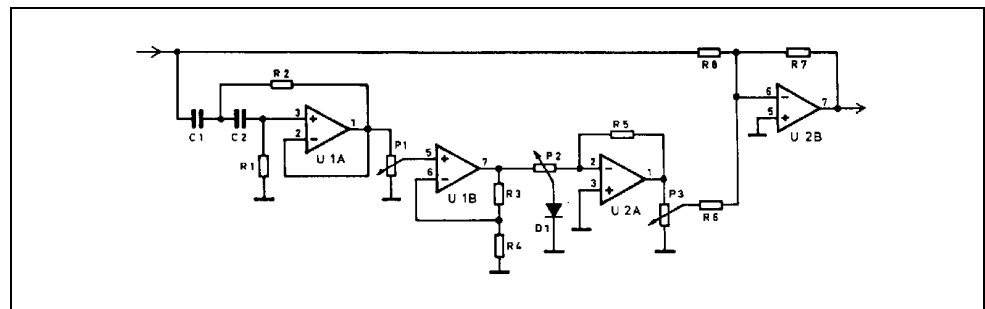 R8
R7
R2
6
-
7
5
+
U 2B
3
+
1
2
-
C1
C2
U 1A
R1
P1
R5
5
+
7
6
-
U 1B
P2
2
-
1
3
+
U 2A
P3
R3
D1
R6
R4